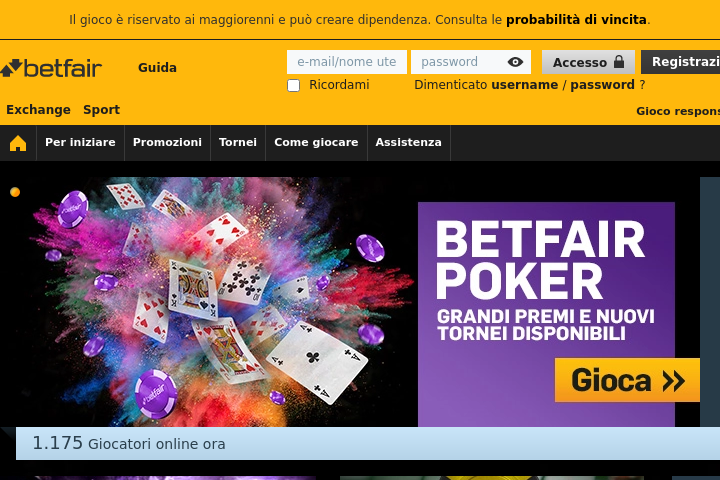 Il gioco è riservato ai maggiorenni e può creare dipendenza. Consulta le probabilità di vincita.
betfair
Guida
e-mail/nome ute
password
Accesso
Registrazi
Ricordami
Dimenticato username / password ?
Exchange
Sport
Gioco respons
Per iniziare
Promozioni
Tornei
Come giocare
Assistenza
BETFAIR
POKER
GRANDI PREMI E NUOVI
TORNEI DISPONIBILI
Gioca »
1.175 Giocatori online ora